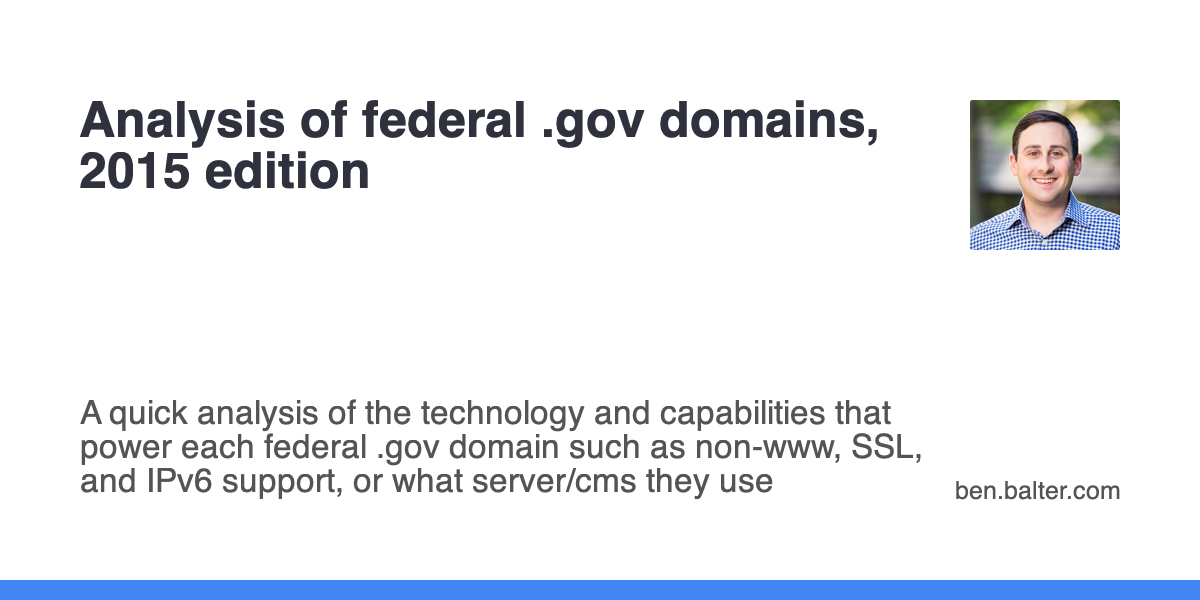 Analysis of federal .gov domains,
2015 edition
A quick analysis of the technology and capabilities that
power each federal .gov domain such as non-www, SSL,
and IPv6 support, or what server/cms they use
ben.balter.com